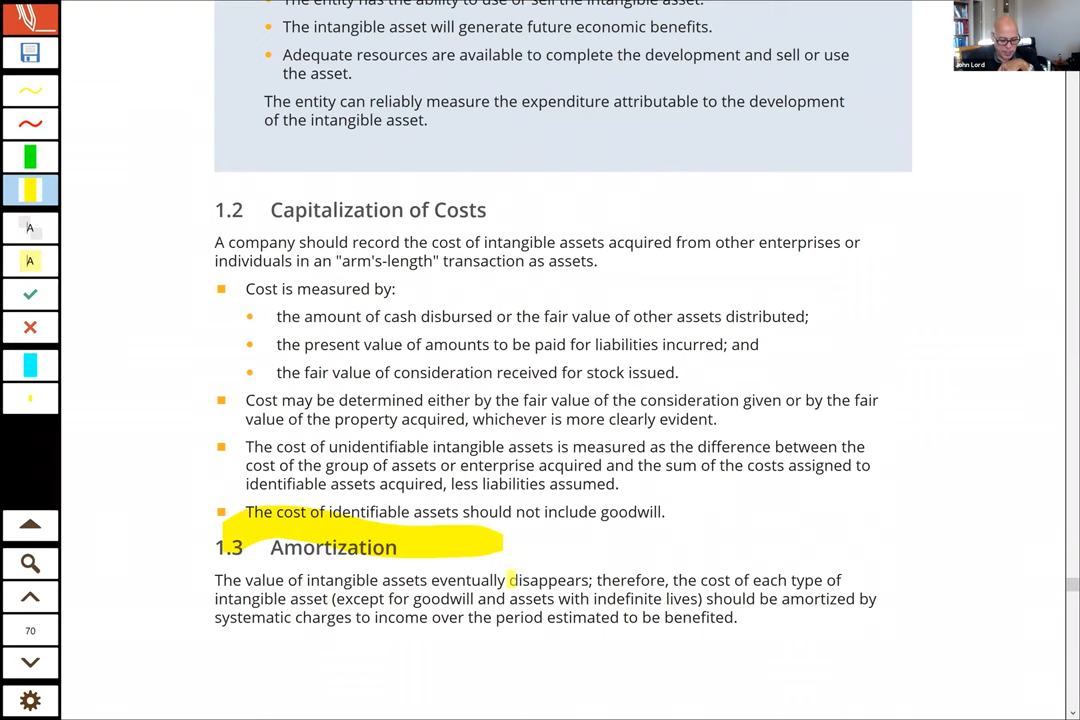 The entity has the ability to use or sell the intangible asset.
• The intangible asset will generate future economic benefits.
• Adequate resources are available to complete the development and sell or use
the asset.
The entity can reliably measure the expenditure attributable to the development
of the intangible asset.
John Lord
1.2 Capitalization of Costs
A company should record the cost of intangible assets acquired from other enterprises or
individuals in an "arm's-length" transaction as assets.
■ Cost is measured by:
• the amount of cash disbursed or the fair value of other assets distributed;
• the present value of amounts to be paid for liabilities incurred; and
• the fair value of consideration received for stock issued.
■ Cost may be determined either by the fair value of the consideration given or by the fair
value of the property acquired, whichever is more clearly evident.
■ The cost of unidentifiable intangible assets is measured as the difference between the
cost of the group of assets or enterprise acquired and the sum of the costs assigned to
identifiable assets acquired, less liabilities assumed.
■ The cost of identifiable assets should not include goodwill.
1.3 Amortization
The value of intangible assets eventually disappears; therefore, the cost of each type of
intangible asset (except for goodwill and assets with indefinite lives) should be amortized by
systematic charges to income over the period estimated to be benefited.
A
A
70